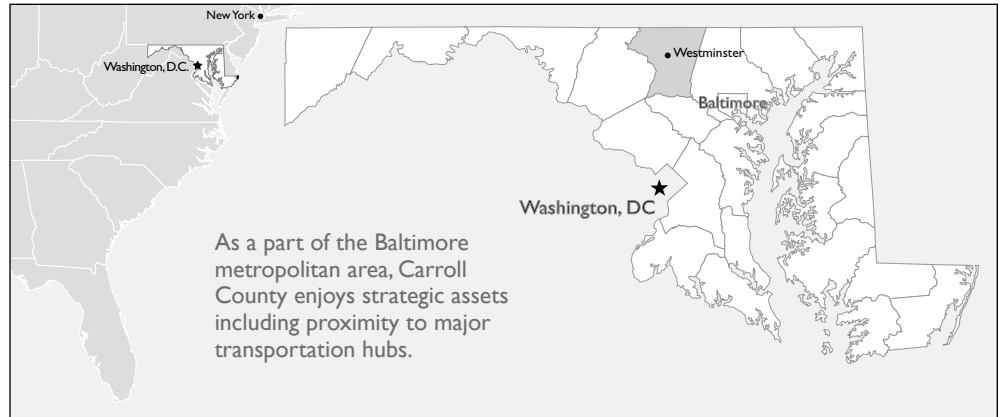 New York
Washington, D.C.
Westminster
Baltimore
Washington, DC
As a part of the Baltimore
metropolitan area, Carroll
County enjoys strategic assets
including proximity to major
transportation hubs.